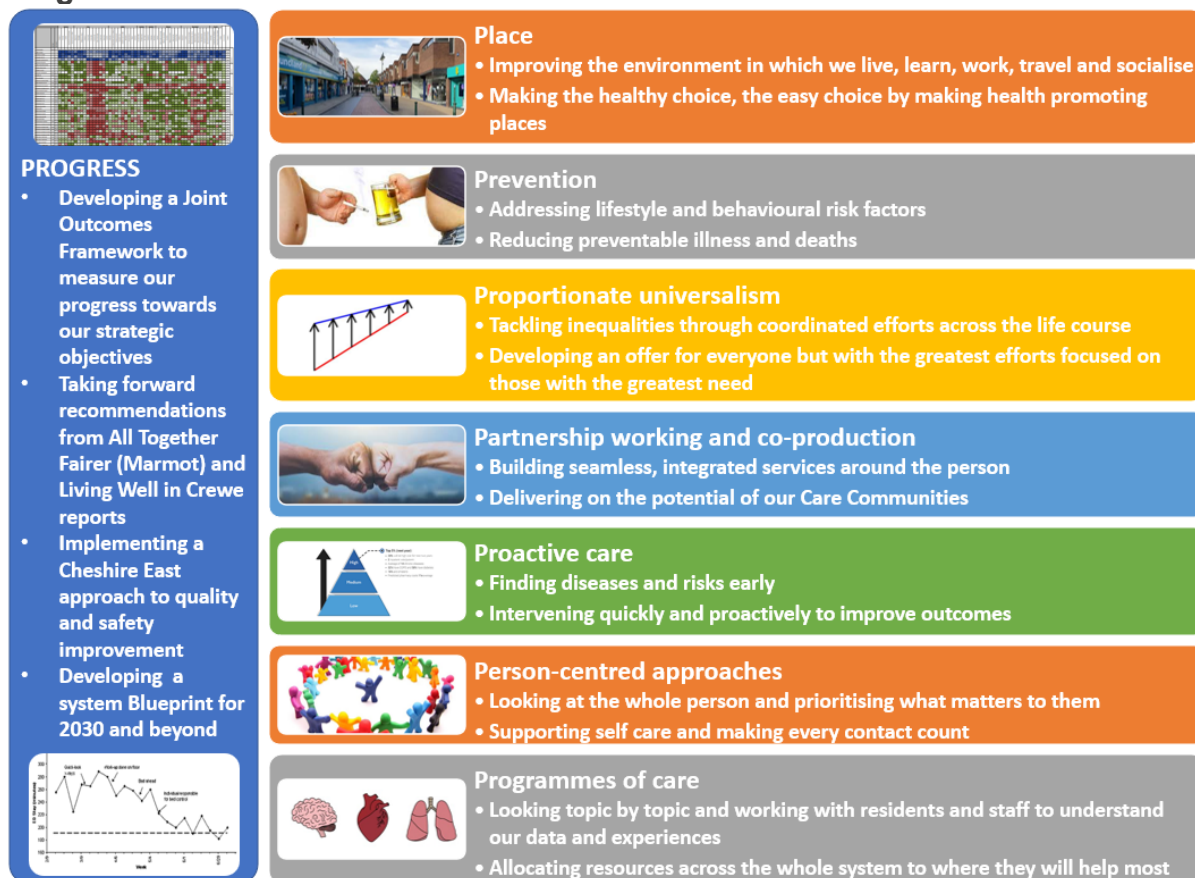 PROGRESS
• Developing a Joint
Outcomes
Framework to
measure our
progress towards
our strategic
objectives
• Taking forward
recommendations
from All Together
Fairer (Marmot) and
Living Well in Crewe
reports
• Implementing a
Cheshire East
approach to quality
and safety
improvement
• Developing a
system Blueprint for
2030 and beyond
Week
Place
• Improving the environment in which we live, learn, work, travel and socialise
• Making the healthy choice, the easy choice by making health promoting
places
Prevention
• Addressing lifestyle and behavioural risk factors
• Reducing preventable illness and deaths
Proportionate universalism
• Tackling inequalities through coordinated efforts across the life course
• Developing an offer for everyone but with the greatest efforts focused on
those with the greatest need
Partnership working and co-production
• Building seamless, integrated services around the person
• Delivering on the potential of our Care Communities
High
Medium
Low
Proactive care
• Finding diseases and risks early
• Intervening quickly and proactively to improve outcomes
Person-centred approaches
• Looking at the whole person and prioritising what matters to them
• Supporting self care and making every contact count
Programmes of care
• Looking topic by topic and working with residents and staff to understand
our data and experiences
• Allocating resources across the whole system to where they will help most